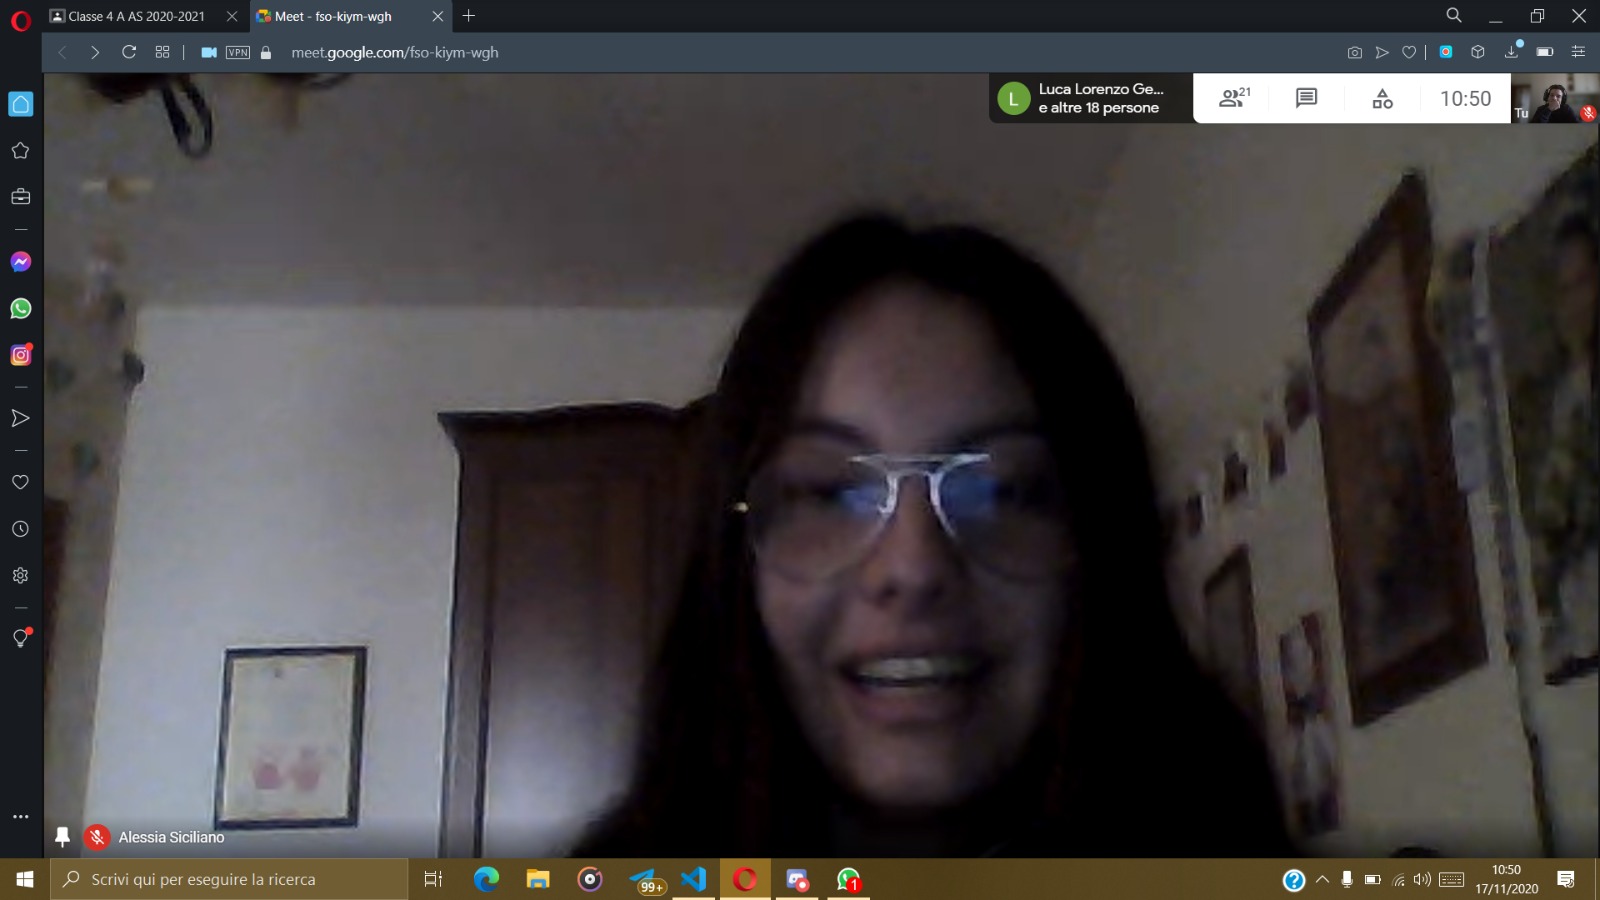 Classe 4 A AS 2020-2021
Meet - fso-kiym-wgh
VPN
meet.google.com/fso-kiym-wgh
L
Luca Lorenzo Ge...
e altre 18 persone
21
10:50
Tu
Alessia Siciliano
Scrivi qui per eseguire la ricerca
99+
1
10:50
17/11/2020